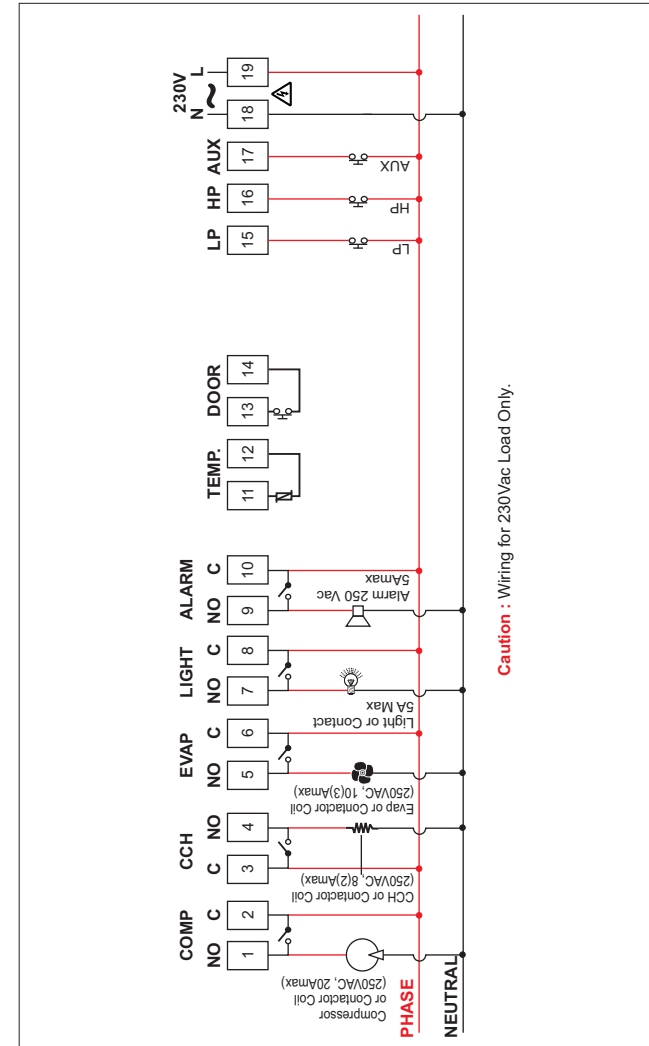 COMP
CCH
EVAP
LIGHT
ALARM
TEMP.
DOOR
LP
HP
AUX
230V
~
NO C
C NO
NO C
NO C
NO C
N L
1 2 3 4 5 6 7 8 9 10 11 12 13 14 15 16 17 18 19
Compressor
or Contactor Coil
(250VAC, 20Amax)
CCH or Contactor Coil
(250VAC, 8(2)Amax)
Evap or Contactor Coil
(250VAC, 10(3)Amax)
Light or Contact
5A Max
Alarm 250 Vac
5Amax
LP
HP
AUX
PHASE
NEUTRAL
Caution : Wiring for 230Vac Load Only.